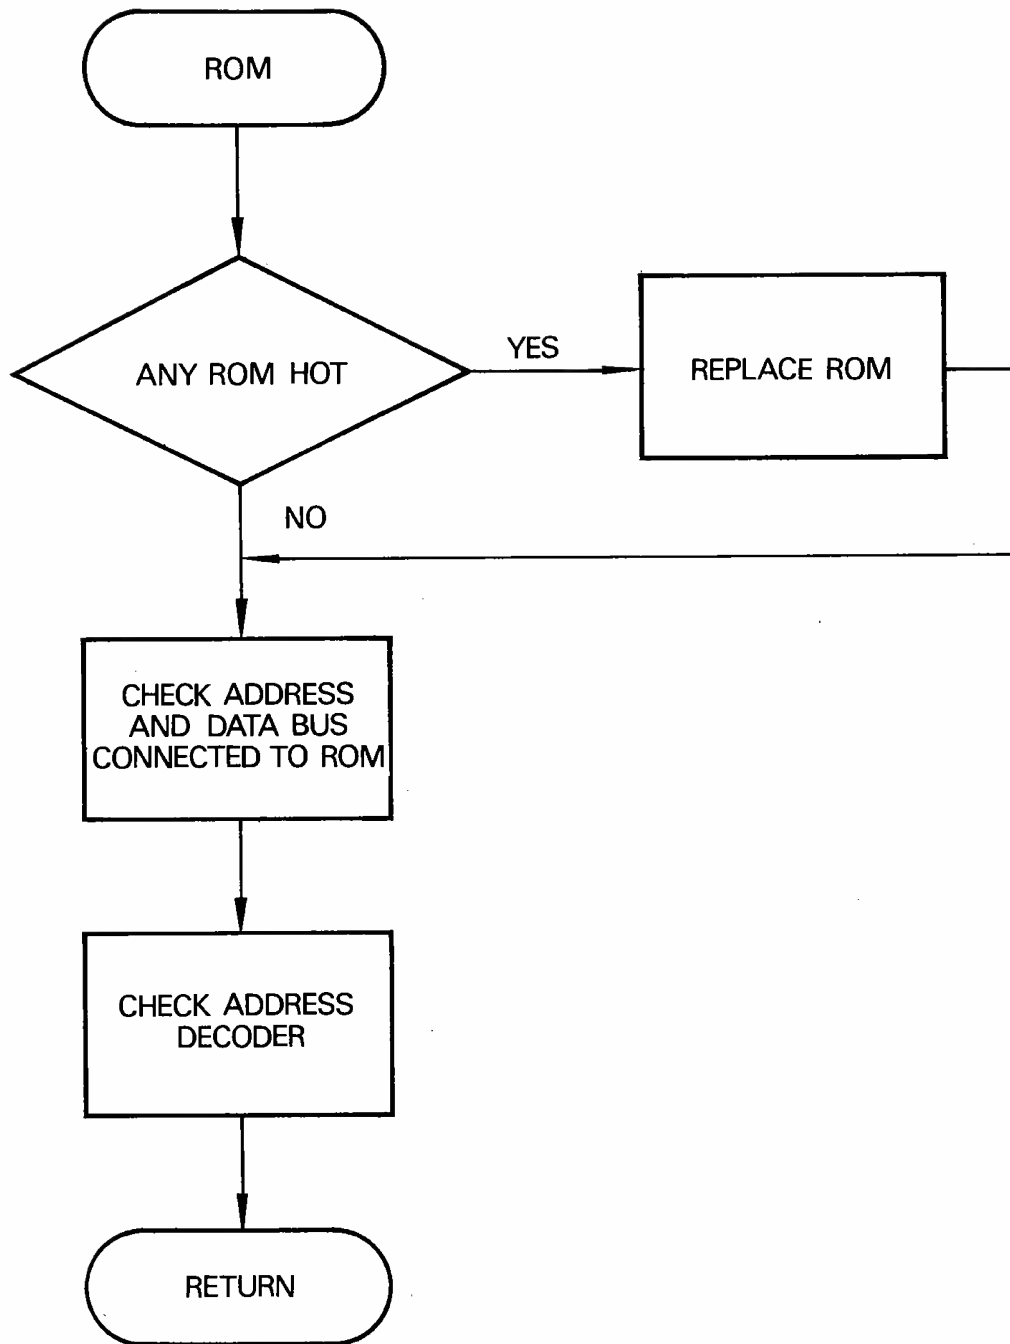 ROM
ANY ROM HOT
YES
REPLACE ROM
NO
CHECK ADDRESS
AND DATA BUS
CONNECTED TO ROM
CHECK ADDRESS
DECODER
RETURN